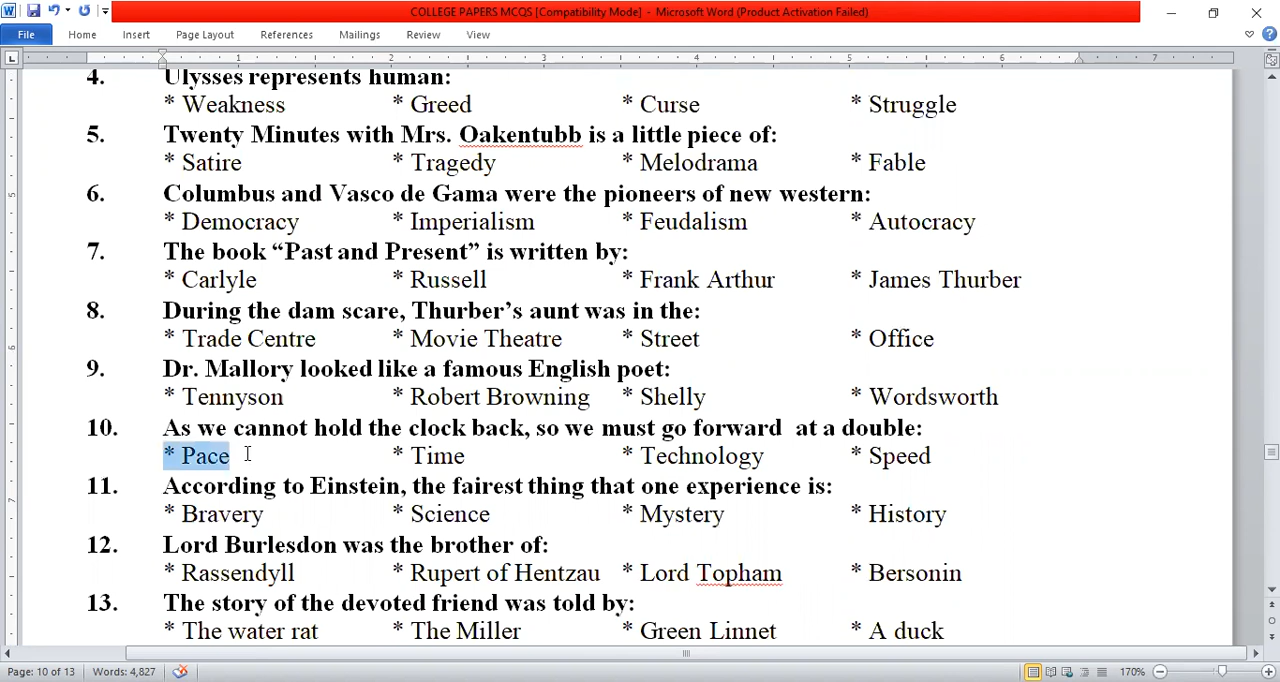 COLLEGE PAPERS MCQS [Compatibility Mode] - Microsoft Word (Product Activation Failed)
File Home Insert Page Layout References Mailings Review View
1 2 3 4 5 6 7
4. Ulysses represents human:
* Weakness * Greed * Curse * Struggle
5. Twenty Minutes with Mrs. Oakentubb is a little piece of:
* Satire * Tragedy * Melodrama * Fable
6. Columbus and Vasco de Gama were the pioneers of new western:
* Democracy * Imperialism * Feudalism * Autocracy
7. The book “Past and Present” is written by:
* Carlyle * Russell * Frank Arthur * James Thurber
8. During the dam scare, Thurber’s aunt was in the:
* Trade Centre * Movie Theatre * Street * Office
9. Dr. Mallory looked like a famous English poet:
* Tennyson * Robert Browning * Shelly * Wordsworth
10. As we cannot hold the clock back, so we must go forward at a double:
* Pace * Time * Technology * Speed
11. According to Einstein, the fairest thing that one experience is:
* Bravery * Science * Mystery * History
12. Lord Burlesdon was the brother of:
* Rassendyll * Rupert of Hentzau * Lord Topham * Bersonin
13. The story of the devoted friend was told by:
* The water rat * The Miller * Green Linnet * A duck
Page: 10 of 13 Words: 4,827 170%